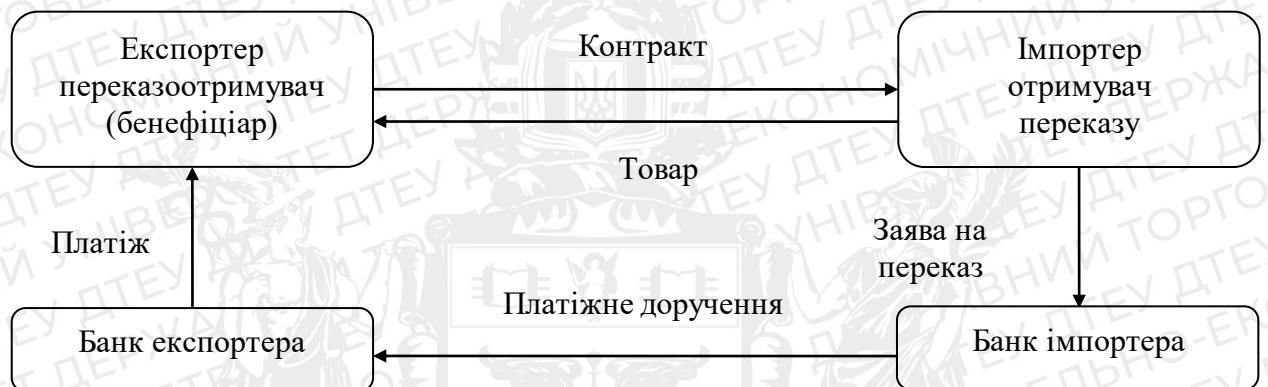 Експортер
переказоотримувач
(бенефіціар)
Контракт
Імпортер
отримувач
переказу
Товар
Платіж
Заява на
переказ
Платіжне доручення
Банк експортера
Банк імпортера